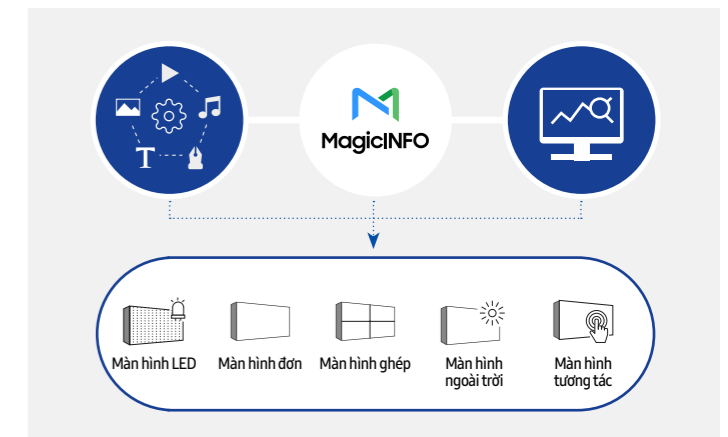 T
MagicINFO
Màn hình LED
Màn hình đơn
Màn hình ghép
Màn hình
ngoài trời
Màn hình
tương tác